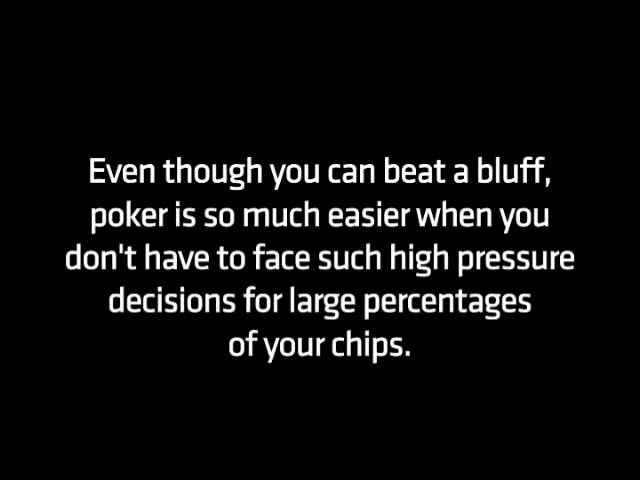 Even though you can beat a bluff,
poker is so much easier when you
don't have to face such high pressure
decisions for large percentages
of your chips.